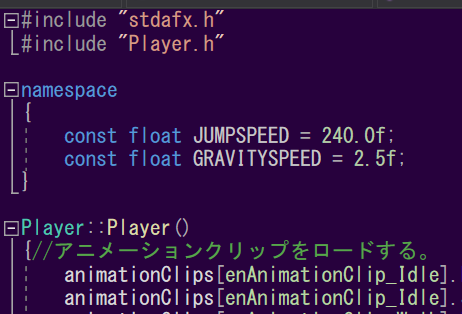 #include "stdafx.h"
#include "Player.h"
namespace
{
const float JUMPSPEED = 240.0f;
const float GRAVITYSPEED = 2.5f;
}
Player::Player()
{//アニメーションクリップをロードする。
animationClips[enAnimationClip_Idle].
animationClips[enAnimationClip_Idle].